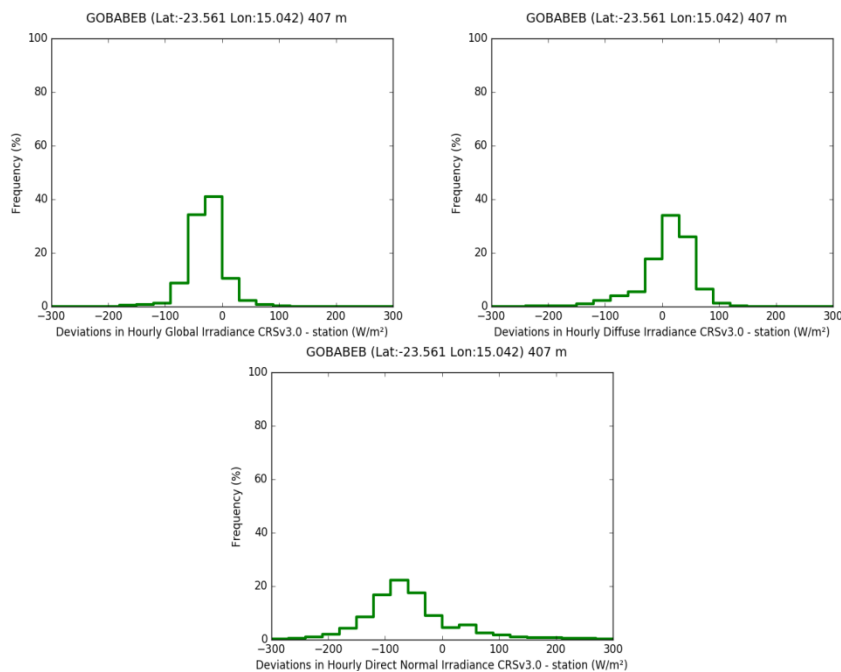 GOBABEB (Lat:-23.561 Lon:15.042) 407 m
100
80
60
40
20
0
Frequency (%)
−300 −200 −100 0 100 200 300
Deviations in Hourly Global Irradiance CRSv3.0 - station (W/m²)
GOBABEB (Lat:-23.561 Lon:15.042) 407 m
100
80
60
40
20
0
Frequency (%)
−300 −200 −100 0 100 200 300
Deviations in Hourly Diffuse Irradiance CRSv3.0 - station (W/m²)
GOBABEB (Lat:-23.561 Lon:15.042) 407 m
100
80
60
40
20
0
Frequency (%)
−300 −200 −100 0 100 200 300
Deviations in Hourly Direct Normal Irradiance CRSv3.0 - station (W/m²)